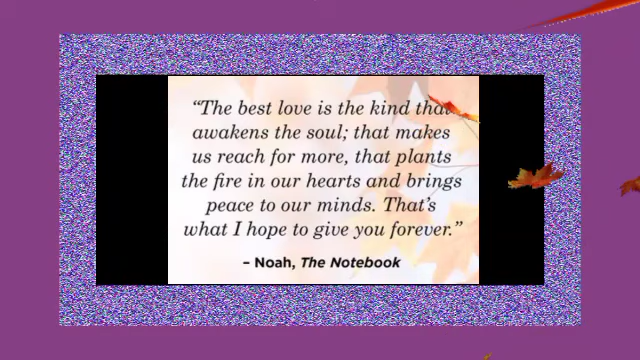 “The best love is the kind that
awakens the soul; that makes
us reach for more, that plants
the fire in our hearts and brings
peace to our minds. That’s
what I hope to give you forever.”
– Noah, The Notebook